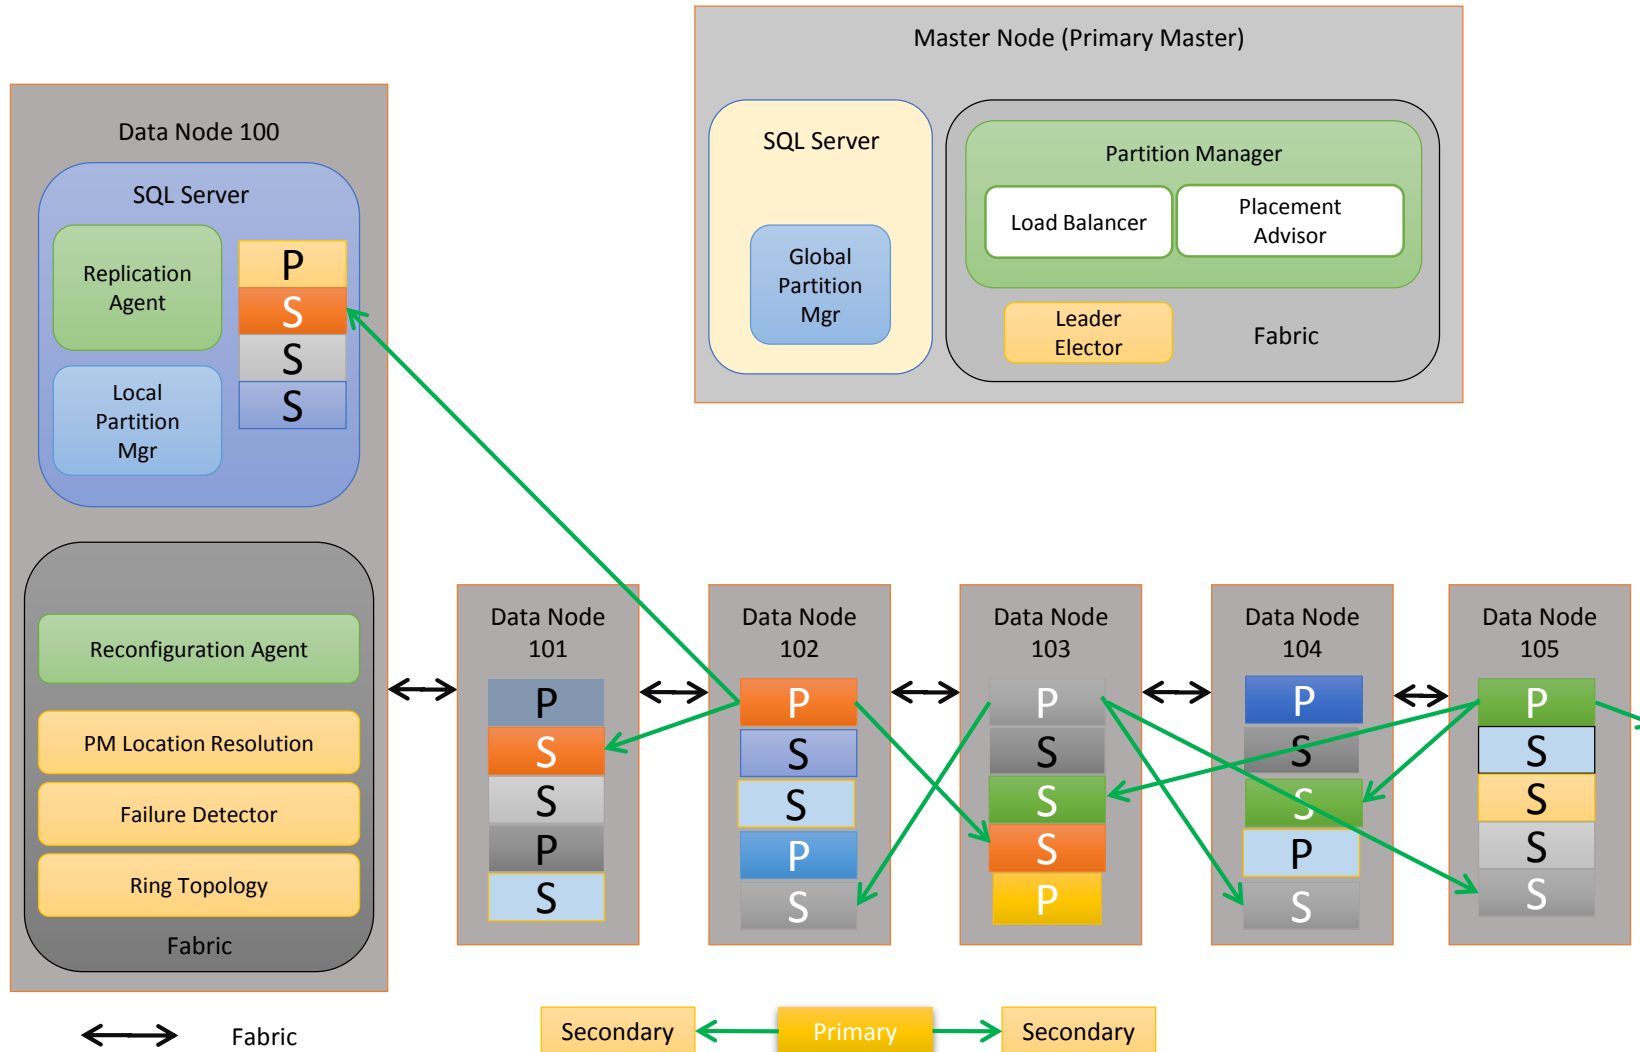 Master Node (Primary Master)
SQL Server
Global
Partition
Mgr
Partition Manager
Load Balancer
Placement
Advisor
Leader
Elector
Fabric
Data Node 100
SQL Server
Replication
Agent
Local
Partition
Mgr
P
S
S
S
Reconfiguration Agent
PM Location Resolution
Failure Detector
Ring Topology
Fabric
Data Node
101
P
S
S
P
S
Data Node
102
P
S
S
P
S
Data Node
103
P
S
S
S
P
Data Node
104
P
S
S
P
S
Data Node
105
P
S
S
S
S
Fabric
Secondary
Primary
Secondary